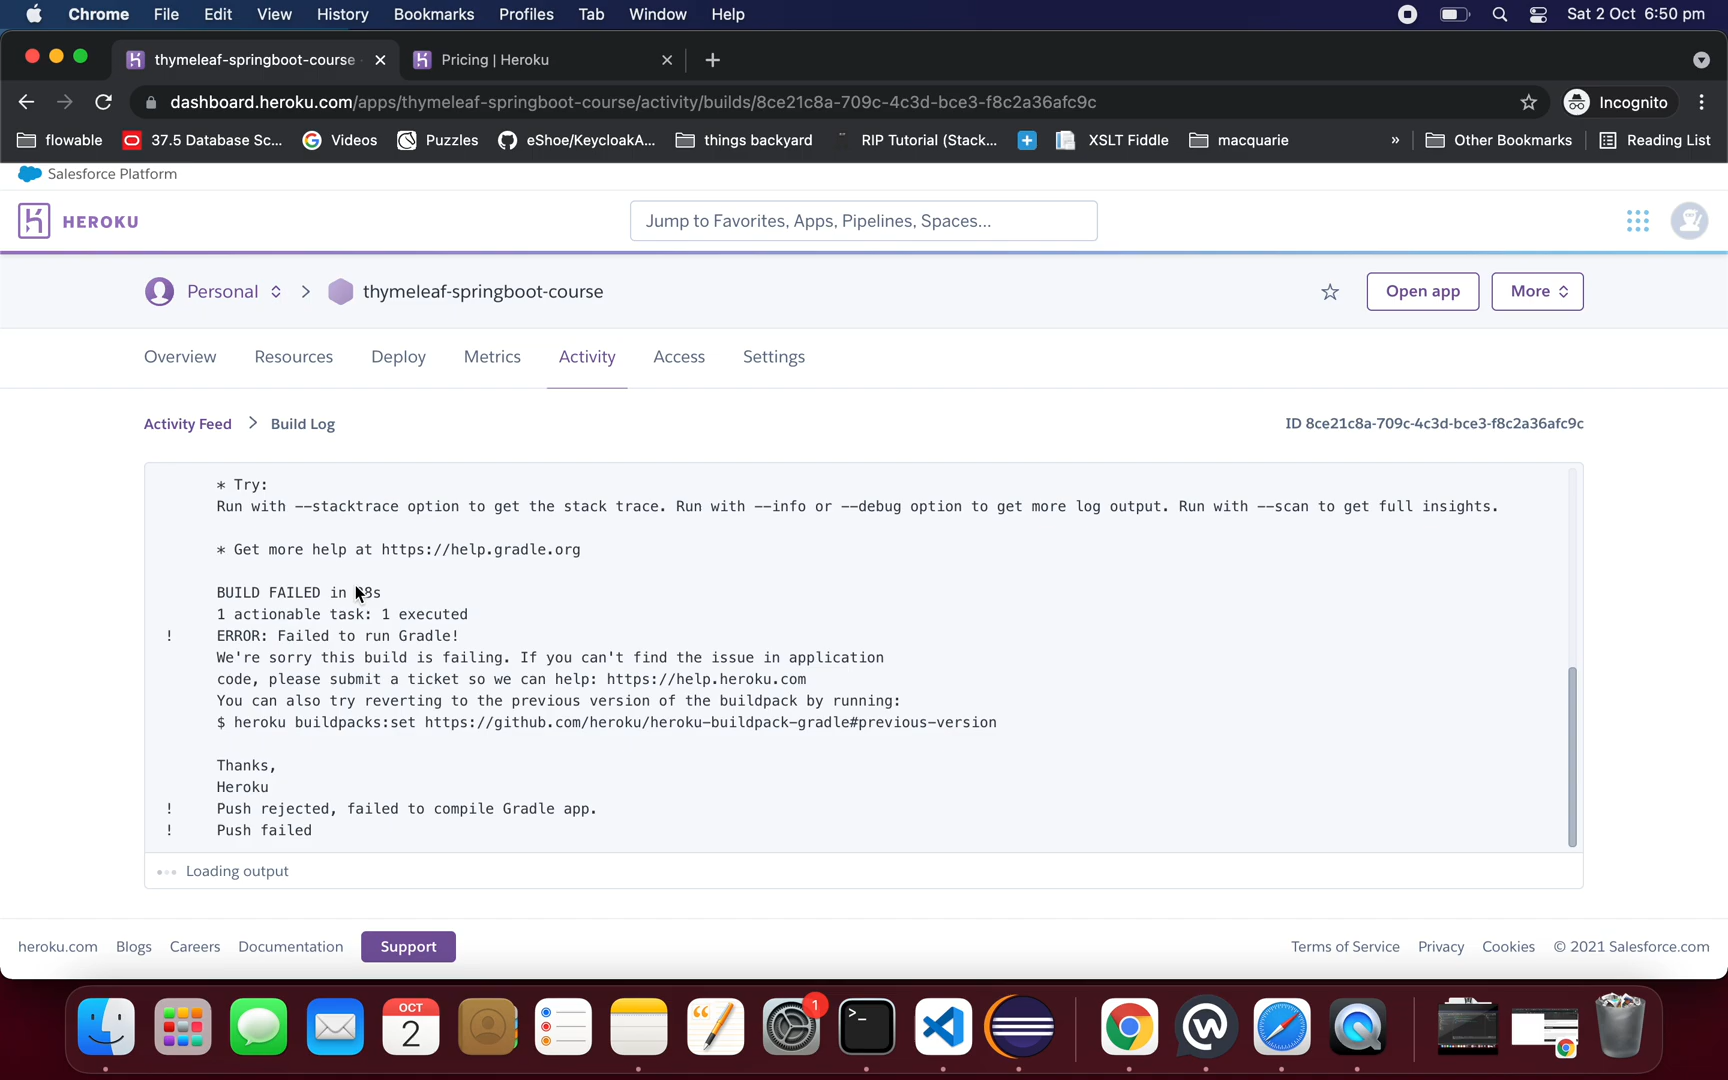 Chrome File Edit View History Bookmarks Profiles Tab Window Help Sat 2 Oct 6:50 pm
thymeleaf-springboot-course Pricing | Heroku
dashboard.heroku.com/apps/thymeleaf-springboot-course/activity/builds/8ce21c8a-709c-4c3d-bce3-f8c2a36afc9c Incognito
flowable 37.5 Database Sc... Videos Puzzles eShoe/KeycloakA... things backyard RIP Tutorial (Stack... XSLT Fiddle macquarie » Other Bookmarks Reading List
Salesforce Platform
HEROKU Jump to Favorites, Apps, Pipelines, Spaces...
Personal thymeleaf-springboot-course Open app More
Overview Resources Deploy Metrics Activity Access Settings
Activity Feed Build Log ID 8ce21c8a-709c-4c3d-bce3-f8c2a36afc9c
* Try:
Run with --stacktrace option to get the stack trace. Run with --info or --debug option to get more log output. Run with --scan to get full insights.
* Get more help at https://help.gradle.org
BUILD FAILED in
1 actionable task: 1 executed
! ERROR: Failed to run Gradle!
We're sorry this build is failing. If you can't find the issue in application
code, please submit a ticket so we can help: https://help.heroku.com
You can also try reverting to the previous version of the buildpack by running:
$ heroku buildpacks:set https://github.com/heroku/heroku-buildpack-gradle#previous-version
Thanks,
Heroku
! Push rejected, failed to compile Gradle app.
! Push failed
Loading output
heroku.com Blogs Careers Documentation Support Terms of Service Privacy Cookies © 2021 Salesforce.com
OCT
2
1